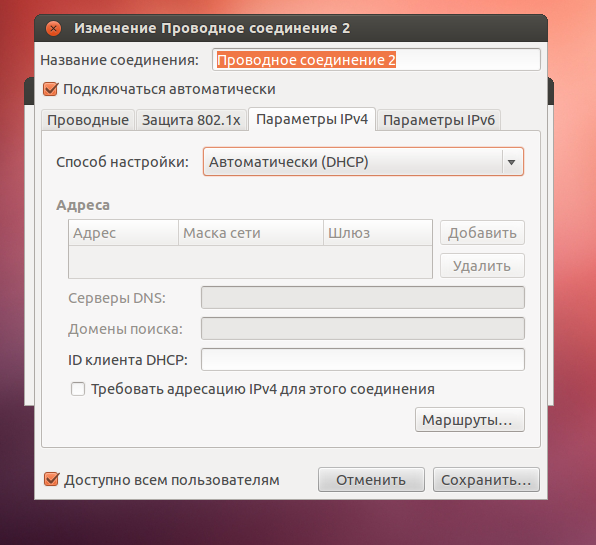 Изменение Проводное соединение 2
Название соединения: Проводное соединение 2
Подключаться автоматически
Проводные Защита 802.1x Параметры IPv4 Параметры IPv6
Способ настройки: Автоматически (DHCP)
Адреса
Адрес Маска сети Шлюз Добавить
Удалить
Серверы DNS:
Домены поиска:
ID клиента DHCP:
Требовать адресацию IPv4 для этого соединения
Маршруты...
Доступно всем пользователям Отменить Сохранить...